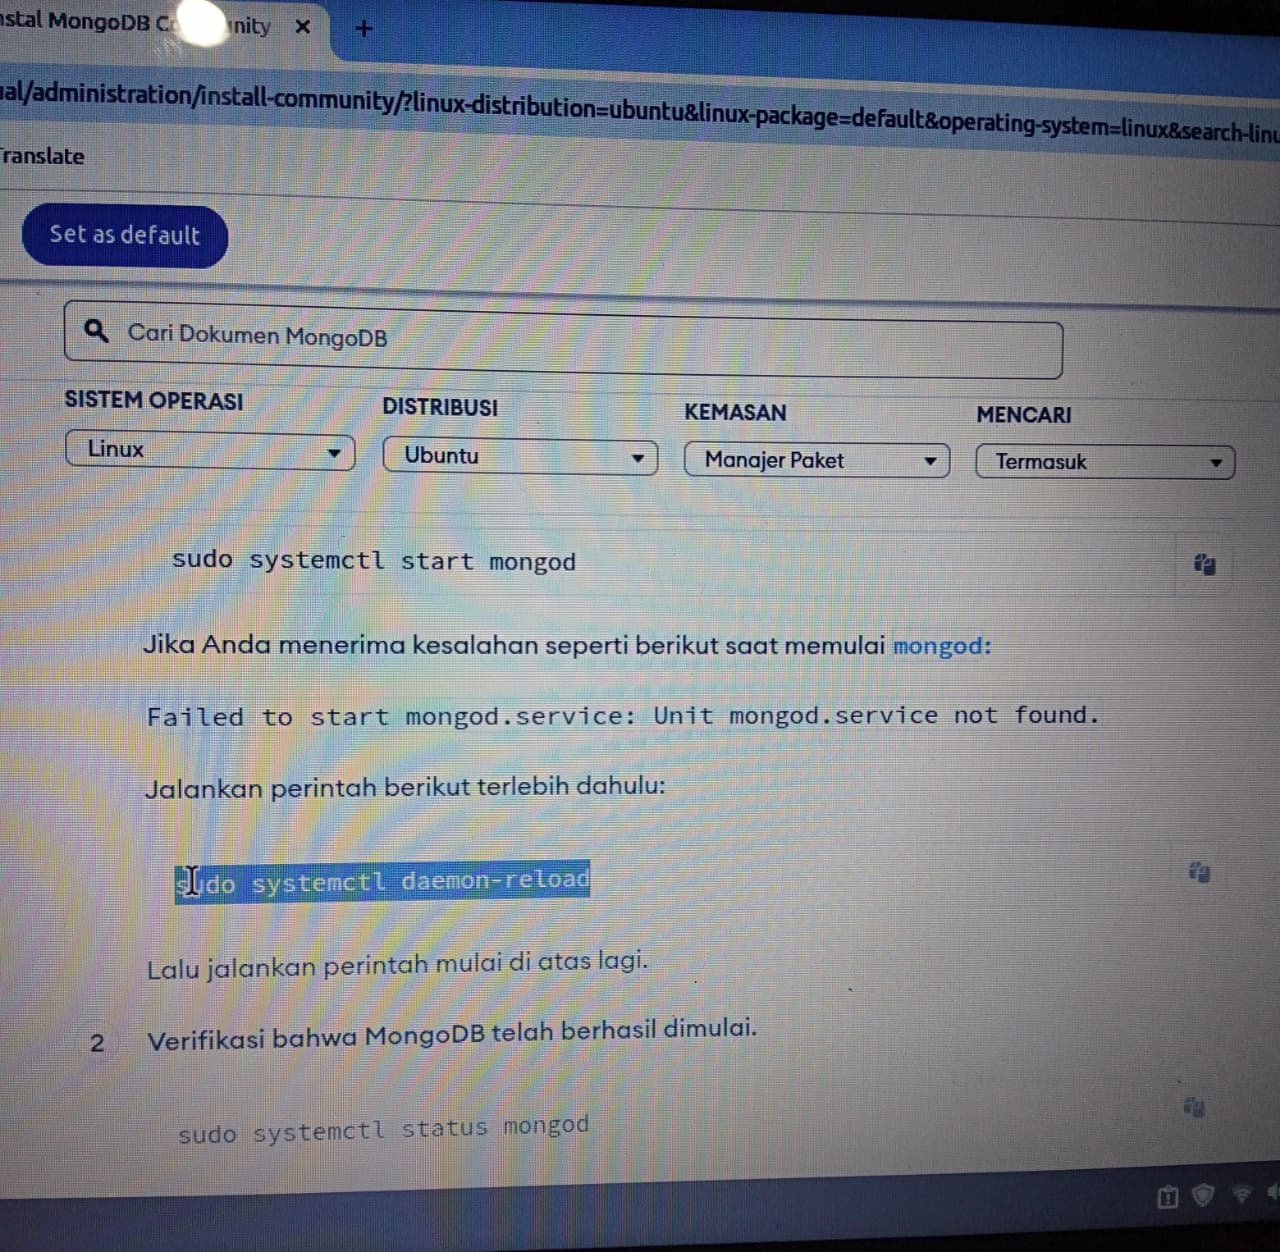 nstal MongoDB C nity × +
al/administration/install-community/?linux-distribution=ubuntu&linux-package=default&operating-system=linux&search-linu
Translate
Set as default
Cari Dokumen MongoDB
SISTEM OPERASI DISTRIBUSI KEMASAN MENCARI
Linux Ubuntu Manajer Paket Termasuk
sudo systemctl start mongod
Jika Anda menerima kesalahan seperti berikut saat memulai mongod:
Failed to start mongod.service: Unit mongod.service not found.
Jalankan perintah berikut terlebih dahulu:
sudo systemctl daemon-reload
Lalu jalankan perintah mulai di atas lagi.
2 Verifikasi bahwa MongoDB telah berhasil dimulai.
sudo systemctl status mongod